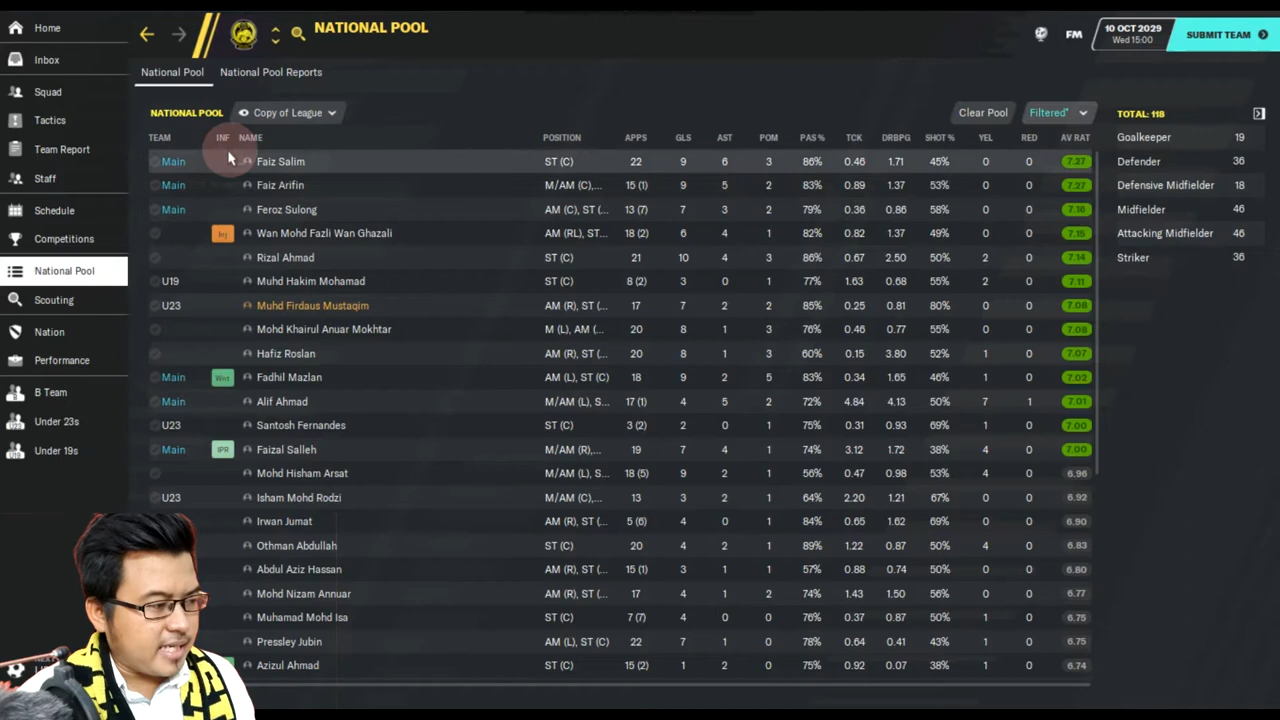 Home
NATIONAL POOL
FM
10 OCT 2029
Wed 15:00
SUBMIT TEAM
Inbox
National Pool National Pool Reports
Squad
NATIONAL POOL Copy of League Clear Pool Filtered* TOTAL: 118
Tactics
TEAM INF NAME POSITION APPS GLS AST POM PAS % TCK DRBPG SHOT % YEL RED AV RAT Goalkeeper 19
Team Report
Main Faiz Salim ST (C) 22 9 6 3 86% 0.46 1.71 45% 0 0 7.27 Defender 36
Staff
Main Faiz Arifin M/AM (C),... 15 (1) 9 5 2 83% 0.89 1.37 53% 0 0 7.27 Defensive Midfielder 18
Schedule
Main Feroz Sulong AM (C), ST (... 13 (7) 7 3 2 79% 0.36 0.86 58% 0 0 7.16 Midfielder 46
Competitions
Inj Wan Mohd Fazli Wan Ghazali AM (RL), ST... 18 (2) 6 4 1 82% 0.82 1.37 49% 0 0 7.15 Attacking Midfielder 46
Rizal Ahmad ST (C) 21 10 4 3 86% 0.67 2.50 50% 2 0 7.14 Striker 36
National Pool
U19 Muhd Hakim Mohamad ST (C) 8 (2) 3 0 1 77% 1.63 0.68 55% 2 0 7.11
Scouting
U23 Muhd Firdaus Mustaqim AM (R), ST (... 17 7 2 2 85% 0.25 0.81 80% 0 0 7.08
Nation
Mohd Khairul Anuar Mokhtar M (L), AM (... 20 8 1 3 76% 0.46 0.77 55% 0 0 7.08
Performance
Hafiz Roslan AM (R), ST (... 20 8 1 3 60% 0.15 3.80 52% 1 0 7.07
Main Wnt Fadhil Mazlan AM (L), ST (C) 18 9 2 5 83% 0.34 1.65 46% 1 0 7.02
B Team
Main Alif Ahmad M/AM (L), S... 17 (1) 4 5 2 72% 4.84 4.13 50% 7 1 7.01
Under 23s
U23 Santosh Fernandes ST (C) 3 (2) 2 0 1 75% 0.31 0.93 50% 0 0 7.00
Under 19s
Main IPR Faizal Salleh M/AM (R),... 19 7 4 1 74% 3.12 1.72 38% 4 0 7.00
Mohd Hisham Arsat M/AM (L), S... 18 (5) 9 2 1 56% 0.47 0.98 53% 4 0 6.96
U23 Isham Mohd Rodzi M/AM (C),... 13 3 2 1 64% 2.20 1.21 67% 0 0 6.92
Irwan Jumat AM (R), ST (... 5 (6) 4 0 1 84% 0.65 1.62 69% 0 0 6.90
Othman Abdullah ST (C) 20 4 2 1 89% 1.22 0.87 50% 4 0 6.83
Abdul Aziz Hassan AM (R), ST (... 15 (1) 3 1 1 57% 0.88 0.74 50% 0 0 6.80
Mohd Nizam Annuar AM (R), ST (... 17 4 1 2 74% 1.43 1.50 56% 0 0 6.77
Muhamad Mohd Isa ST (C) 7 (7) 4 0 0 76% 0.37 0.87 50% 1 0 6.75
Pressley Jubin AM (L), ST (C) 22 7 1 0 78% 0.64 0.41 43% 1 0 6.75
Azizul Ahmad ST (C) 15 (2) 1 2 0 75% 0.92 0.07 38% 1 0 6.74